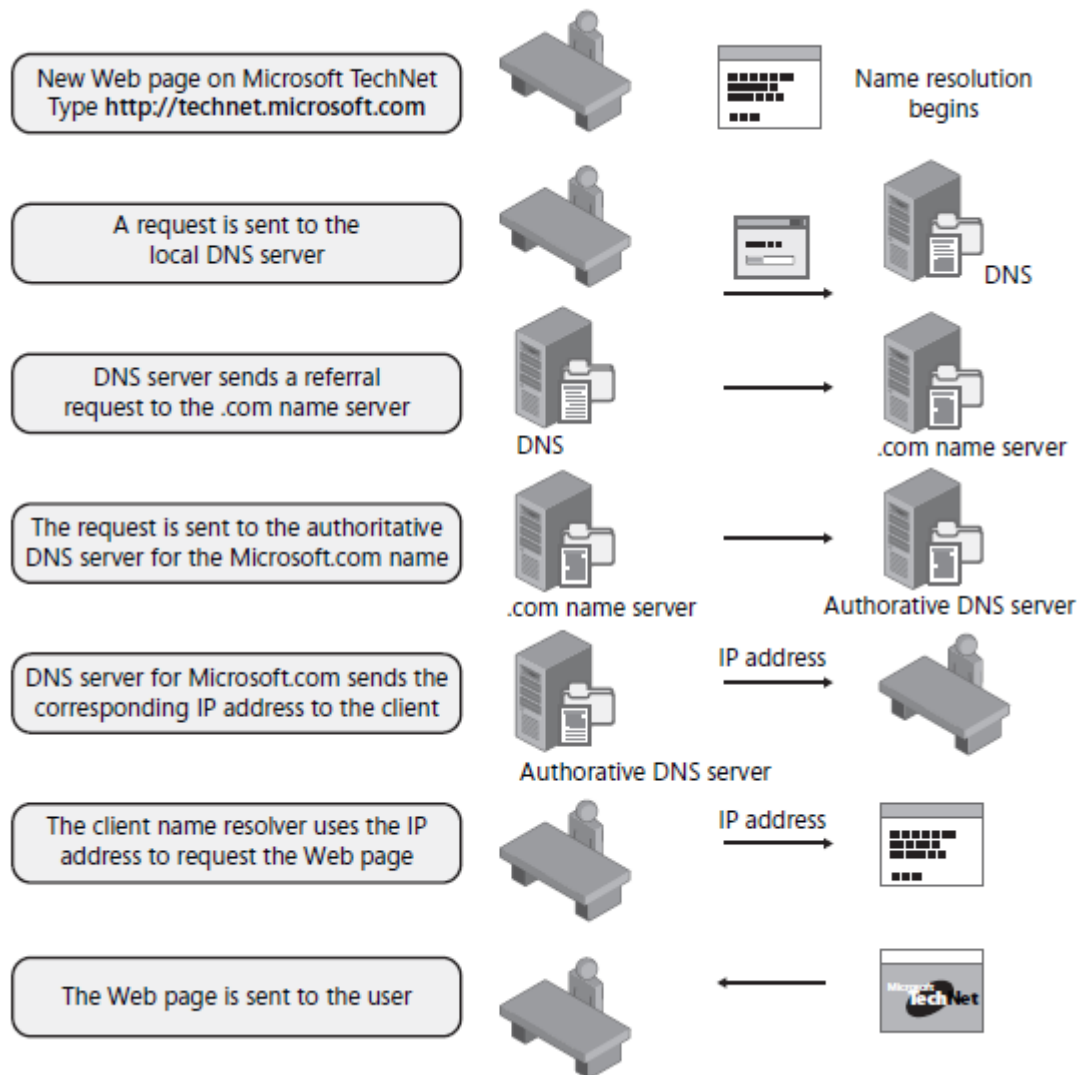 New Web page on Microsoft TechNet
Type http://technet.microsoft.com
Name resolution
begins
A request is sent to the
local DNS server
DNS
DNS server sends a referral
request to the .com name server
DNS
.com name server
The request is sent to the authoritative
DNS server for the Microsoft.com name
.com name server
Authorative DNS server
DNS server for Microsoft.com sends the
corresponding IP address to the client
IP address
Authorative DNS server
The client name resolver uses the IP
address to request the Web page
IP address
The Web page is sent to the user
Microsoft
TechNet